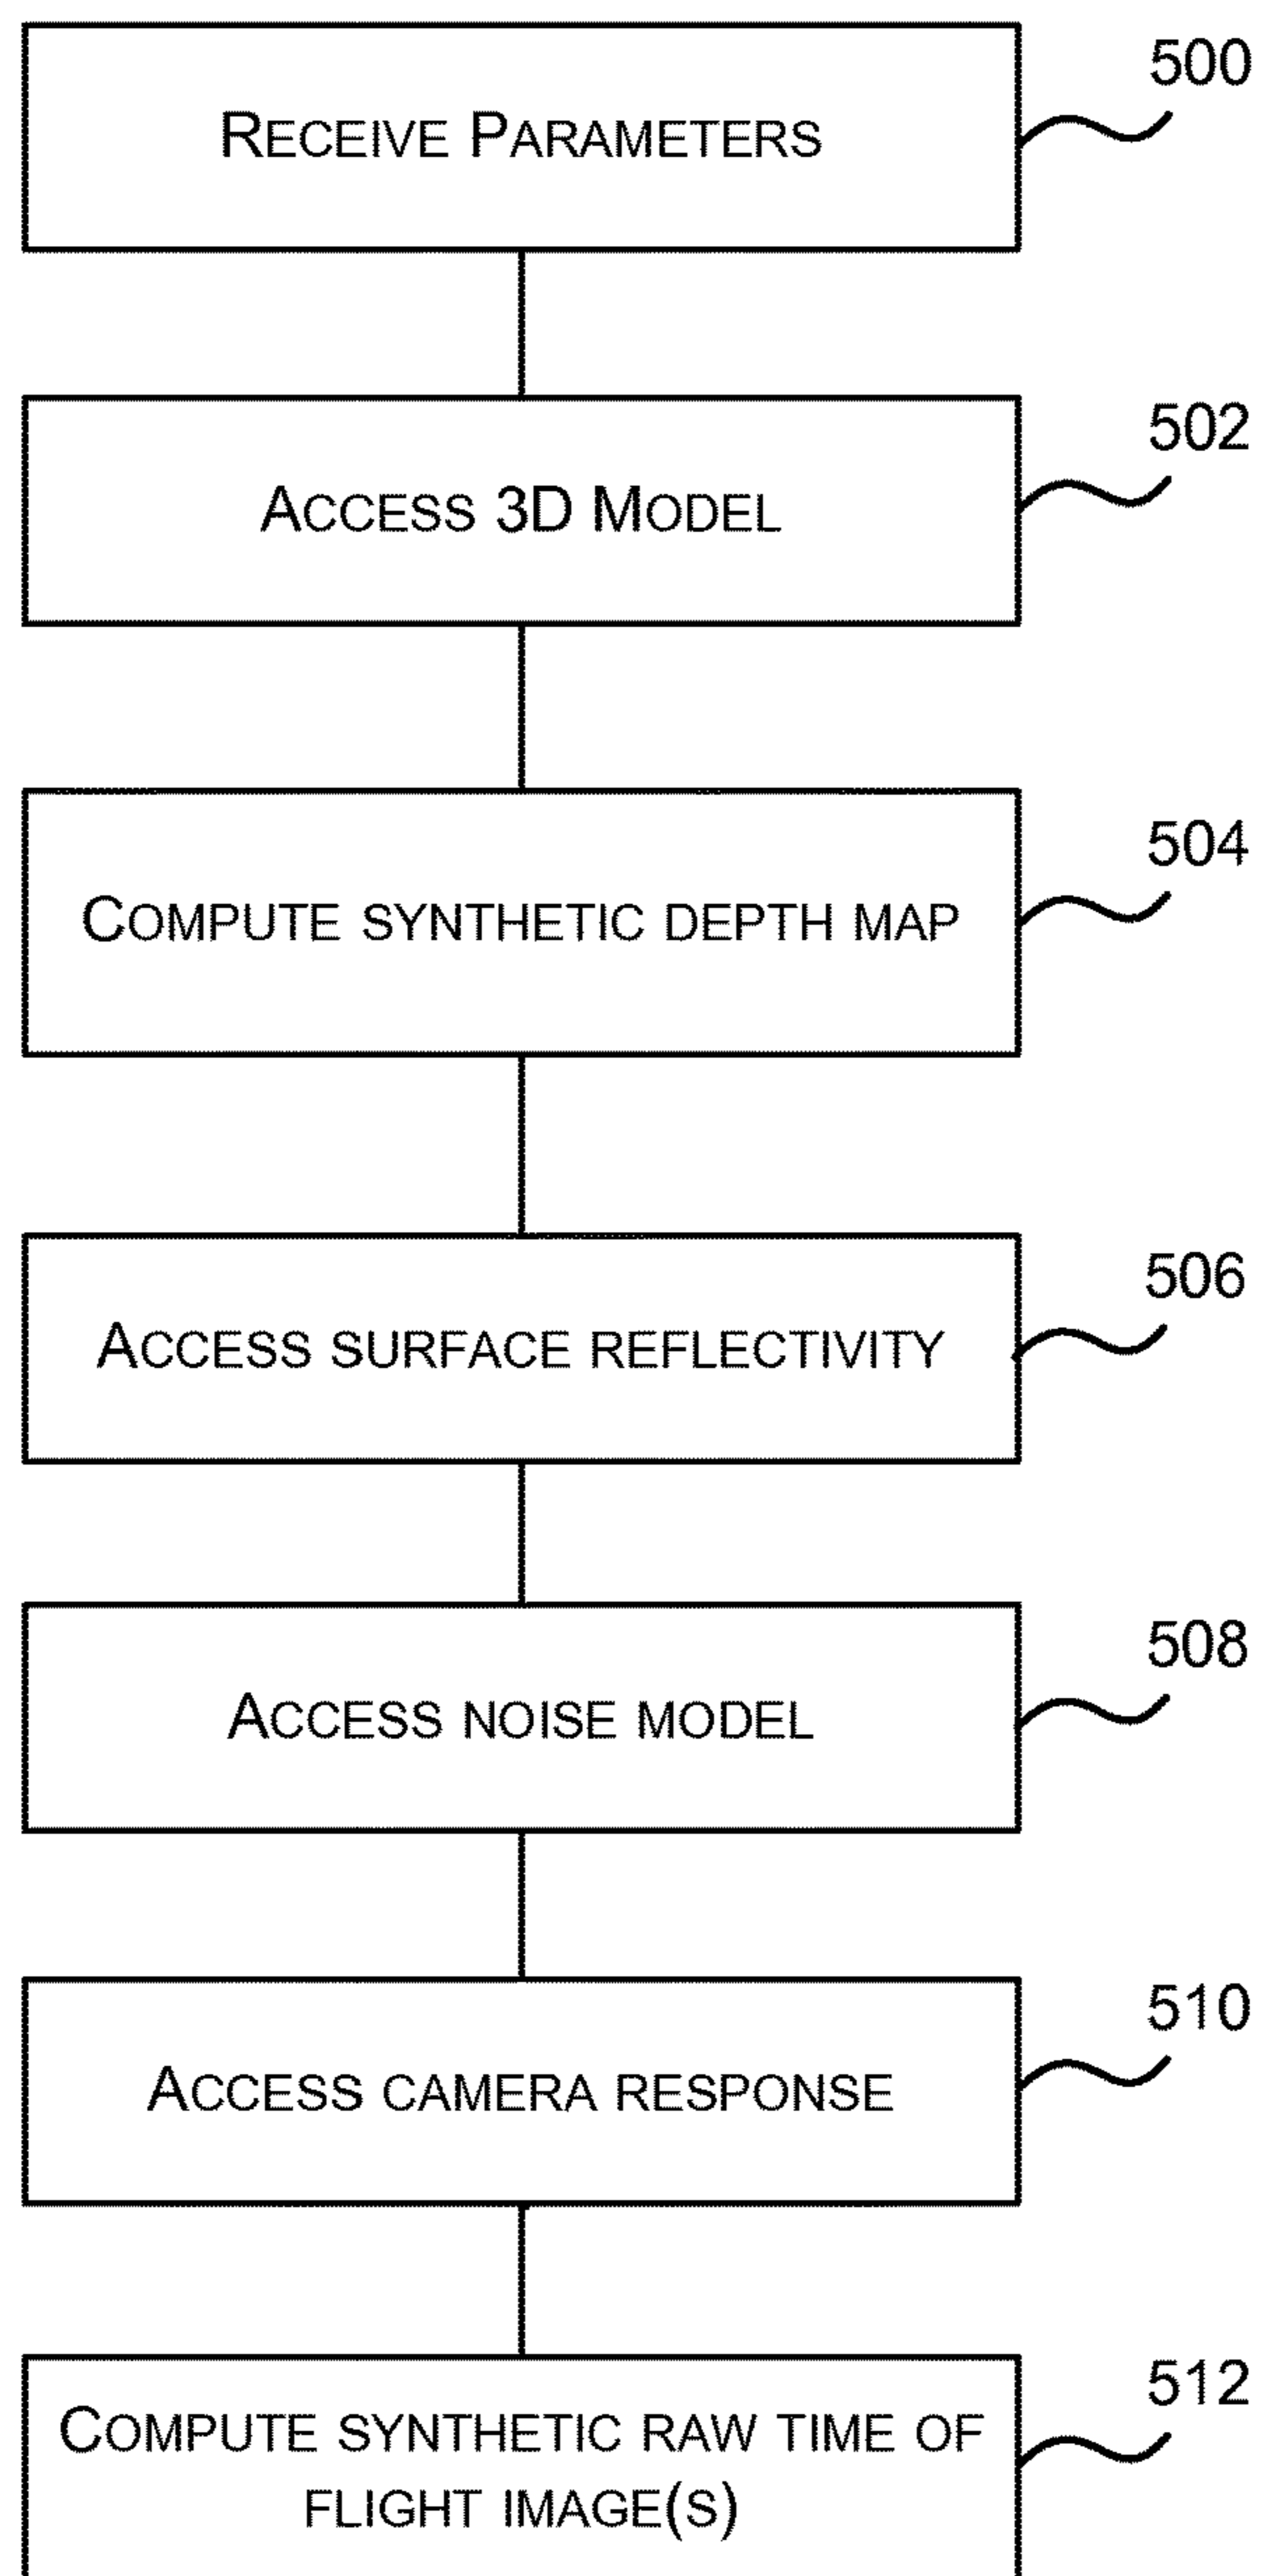 500
RECEIVE PARAMETERS
502
ACCESS 3D MODEL
504
COMPUTE SYNTHETIC DEPTH MAP
506
ACCESS SURFACE REFLECTIVITY
508
ACCESS NOISE MODEL
510
ACCESS CAMERA RESPONSE
512
COMPUTE SYNTHETIC RAW TIME OF
FLIGHT IMAGE(S)